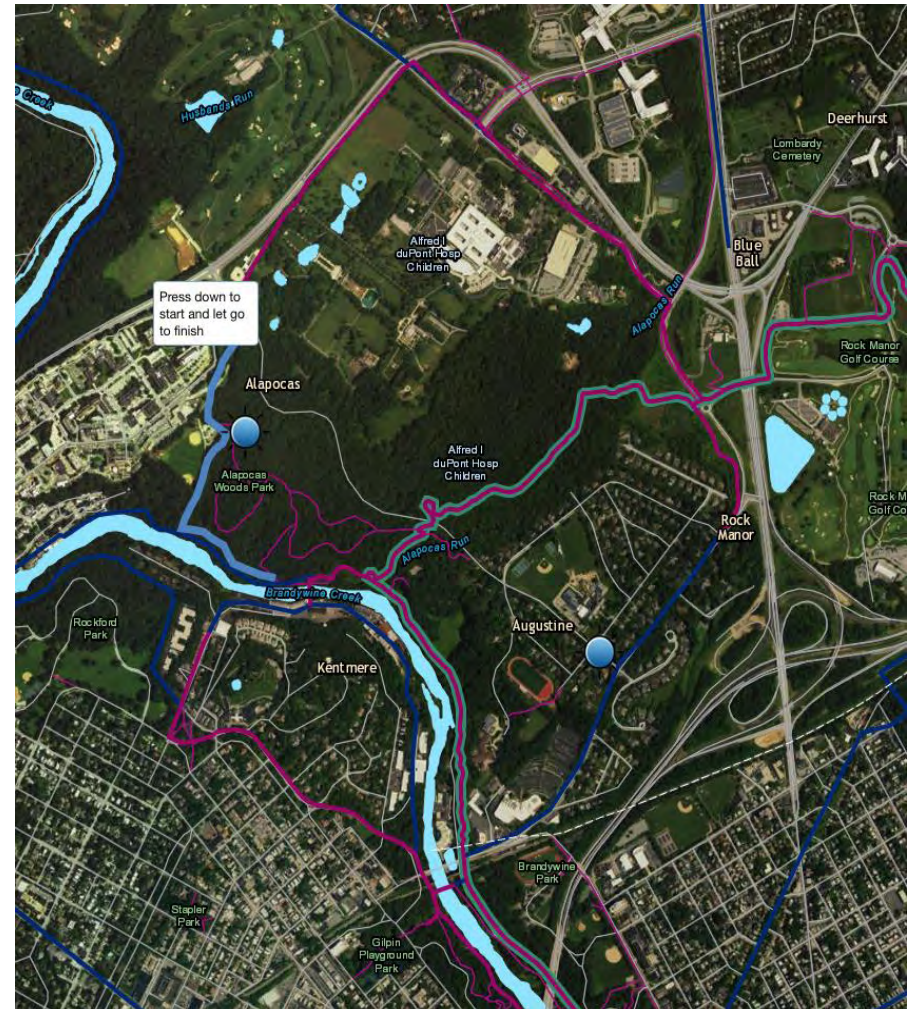 o Creek
Husbands Run
Deerhurst
Lombardy
Cemetery
Alfred I
duPont Hosp
Children
Blue
Ball
Alapocas Run
Press down to
start and let go
to finish
Rock Manor
Golf Course
Alapocas
Alfred I
duPont Hosp
Children
Alapocas
Woods Park
Rock M
Golf Co
Rock
Manor
Alapocas Run
Brandywine Creek
Rockford
Park
Augustine
Kentmere
Brandywine
Park
Stapler
Park
Gilpin
Playground
Park